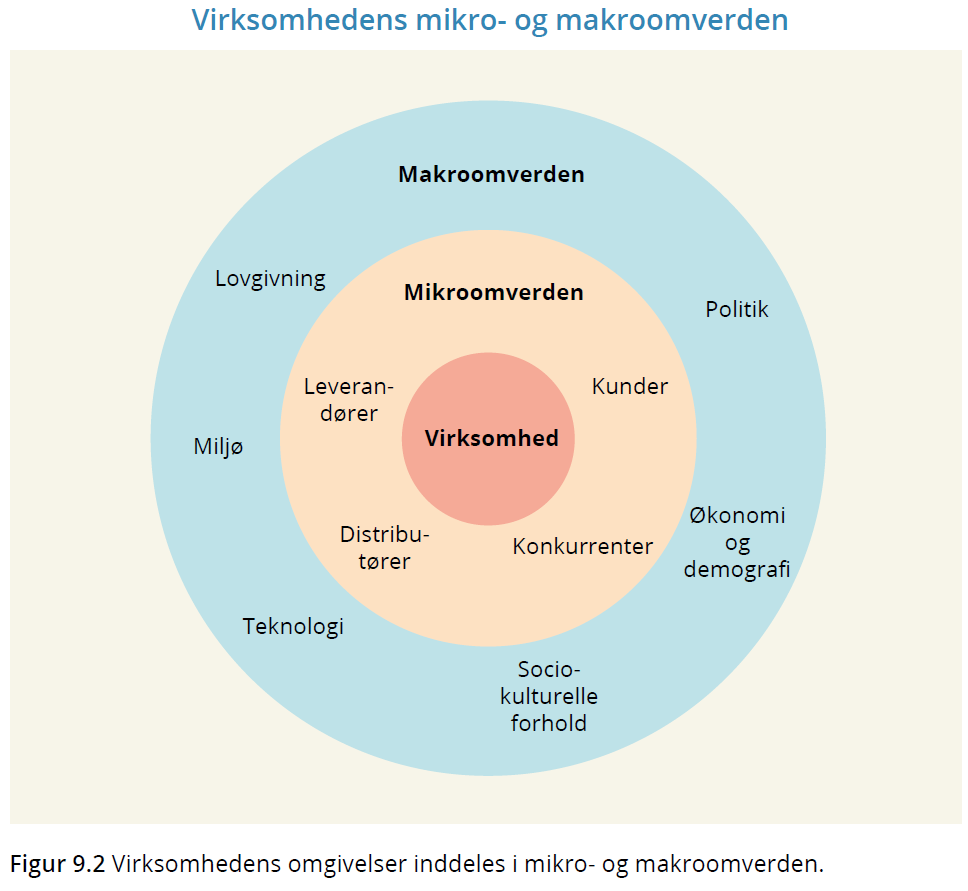 Virksomhedens mikro- og makroomverden
Makroomverden
Lovgivning
Mikroomverden
Politik
Leveran-
dører
Kunder
Virksomhed
Miljø
Distribu-
tører
Konkurrenter
Økonomi
og
demografi
Teknologi
Socio-
kulturelle
forhold
Figur 9.2 Virksomhedens omgivelser inddeles i mikro- og makroomverden.